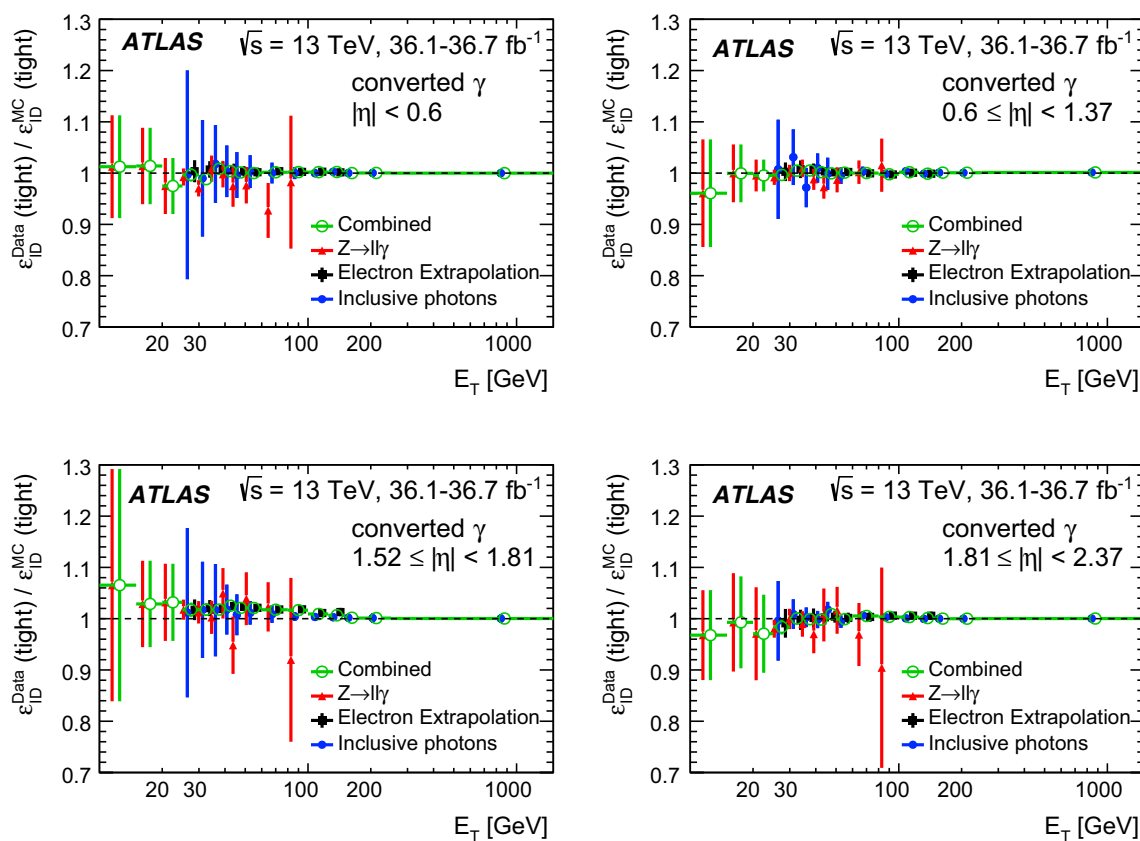 ε_ID^Data (tight) / ε_ID^MC (tight)
1.3
1.2
1.1
1.0
0.9
0.8
0.7
ATLAS √s = 13 TeV, 36.1-36.7 fb⁻¹
converted γ
|η| < 0.6
Combined
Z→llγ
Electron Extrapolation
Inclusive photons
20 30 100 200 1000
E_T [GeV]
ε_ID^Data (tight) / ε_ID^MC (tight)
1.3
1.2
1.1
1.0
0.9
0.8
0.7
ATLAS √s = 13 TeV, 36.1-36.7 fb⁻¹
converted γ
0.6 ≤ |η| < 1.37
Combined
Z→llγ
Electron Extrapolation
Inclusive photons
20 30 100 200 1000
E_T [GeV]
ε_ID^Data (tight) / ε_ID^MC (tight)
1.3
1.2
1.1
1.0
0.9
0.8
0.7
ATLAS √s = 13 TeV, 36.1-36.7 fb⁻¹
converted γ
1.52 ≤ |η| < 1.81
Combined
Z→llγ
Electron Extrapolation
Inclusive photons
20 30 100 200 1000
E_T [GeV]
ε_ID^Data (tight) / ε_ID^MC (tight)
1.3
1.2
1.1
1.0
0.9
0.8
0.7
ATLAS √s = 13 TeV, 36.1-36.7 fb⁻¹
converted γ
1.81 ≤ |η| < 2.37
Combined
Z→llγ
Electron Extrapolation
Inclusive photons
20 30 100 200 1000
E_T [GeV]